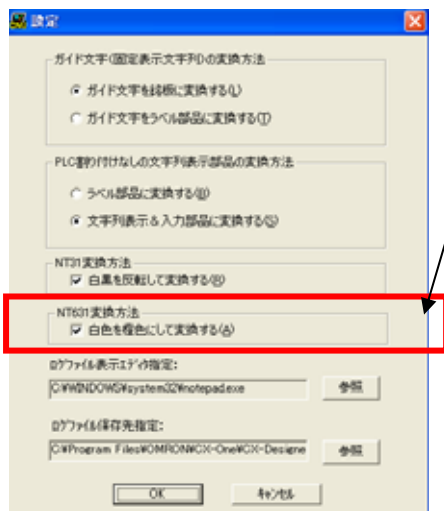 設定
ガイド文字(固定表示文字列)の変換方法
ガイド文字を銘板に変換する(L)
ガイド文字をラベル部品に変換する(T)
PLC割り付けなしの文字列表示部品の変換方法
ラベル部品に変換する(B)
文字列表示&入力部品に変換する(S)
NT31変換方法
白黒を反転して変換する(R)
NT631変換方法
白色を橙色にして変換する(A)
ログファイル表示エディタ指定:
C:¥WINDOWS¥system32¥notepad.exe
参照
ログファイル保存先指定:
C:¥Program Files¥OMRON¥CX-One¥CX-Designe
参照
OK
キャンセル